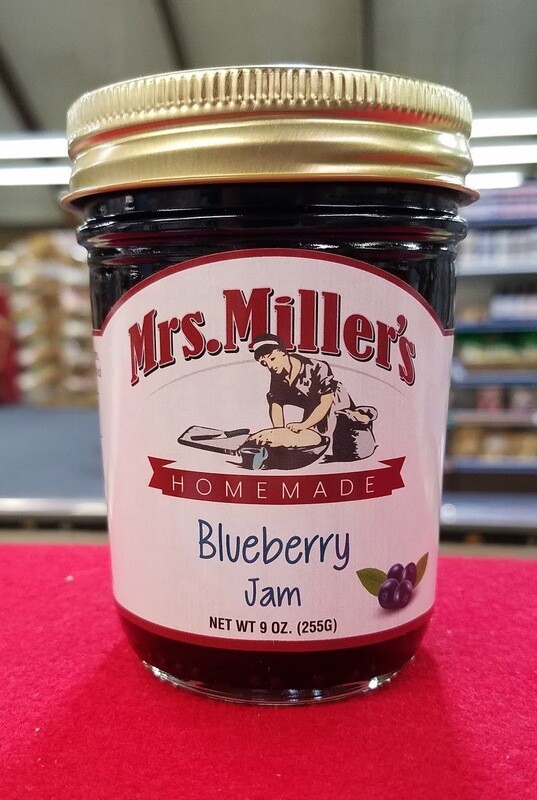 Mrs. Miller's
HOMEMADE
Blueberry
Jam
NET WT 9 OZ. (255G)